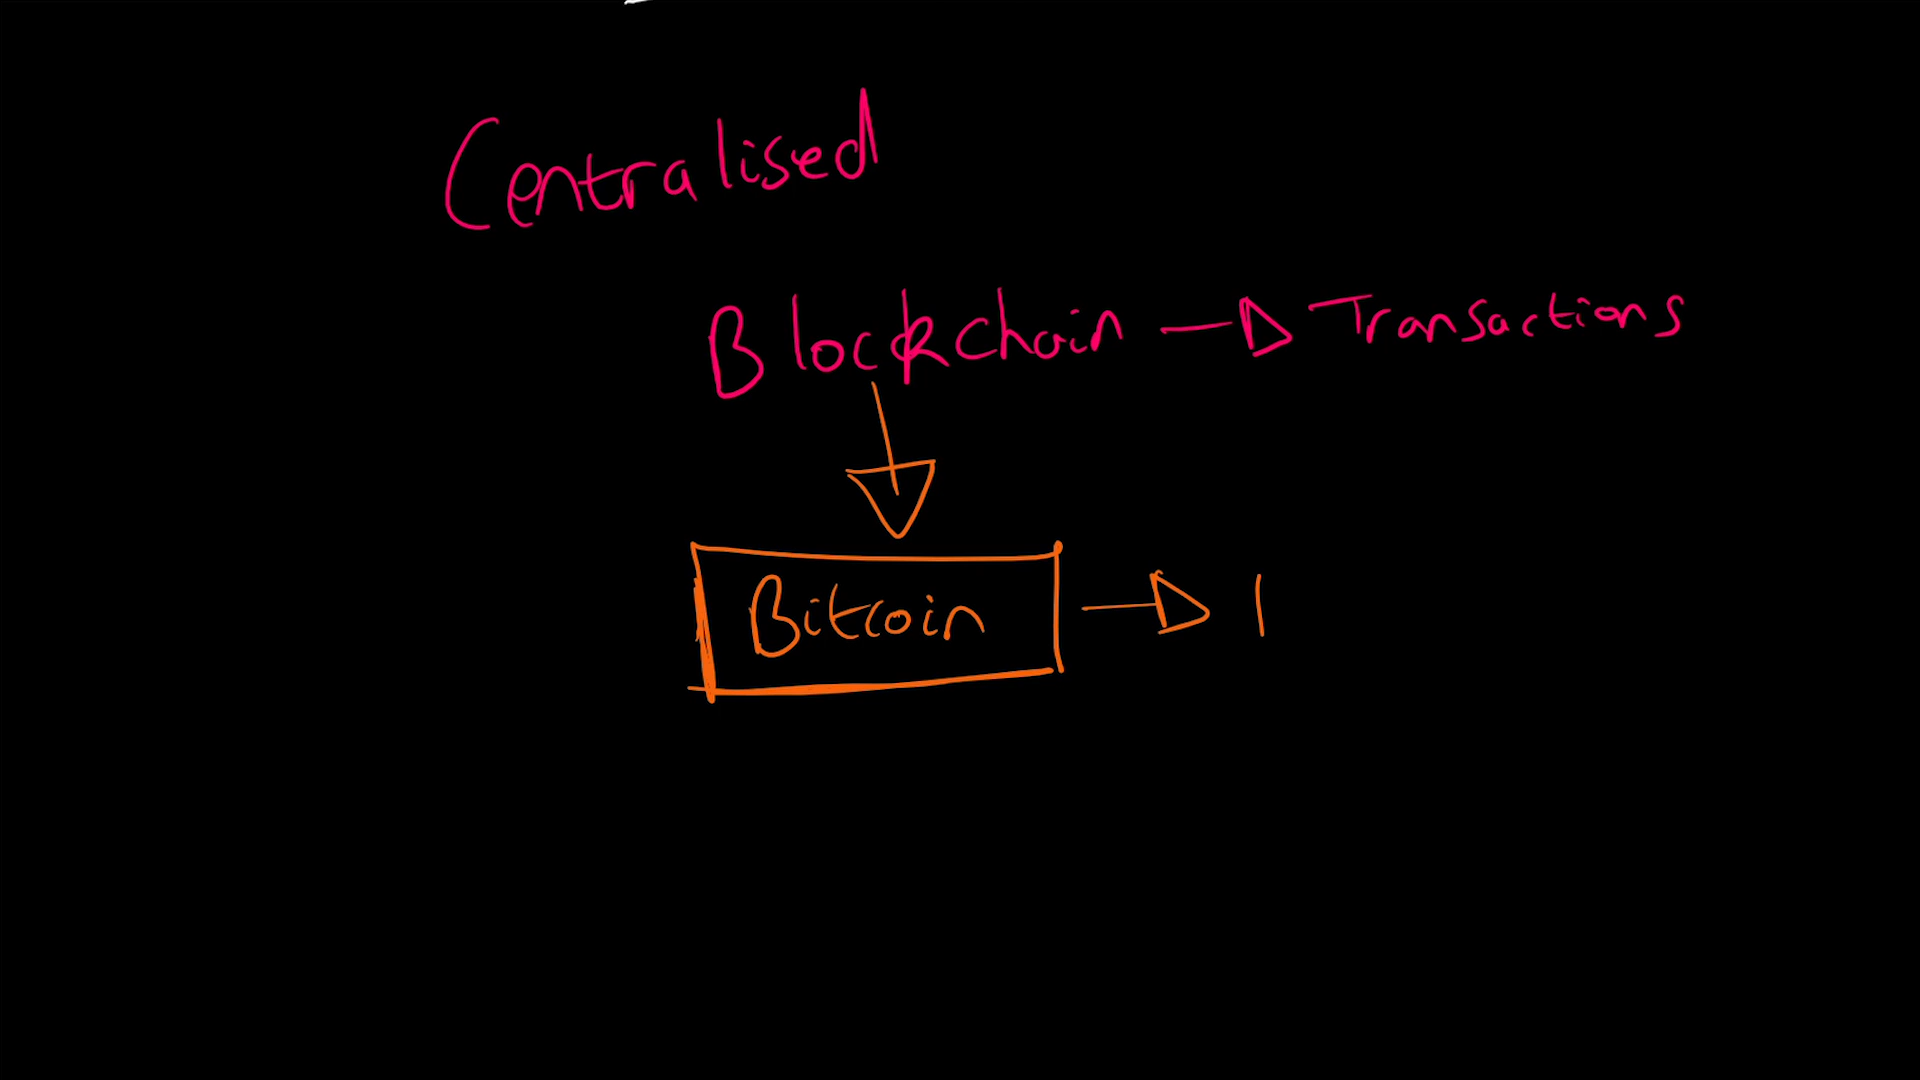 Centralised
Blockchain → Transactions
Bitcoin → 1